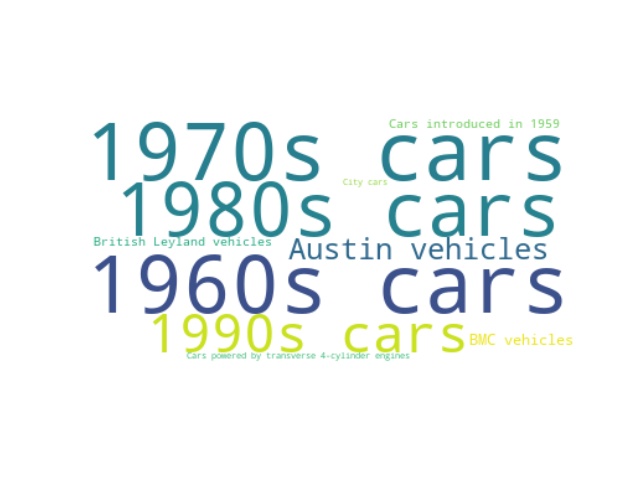 Cars introduced in 1959
1970s cars
City cars
1980s cars
British Leyland vehicles
Austin vehicles
1960s cars
1990s cars
BMC vehicles
Cars powered by transverse 4-cylinder engines